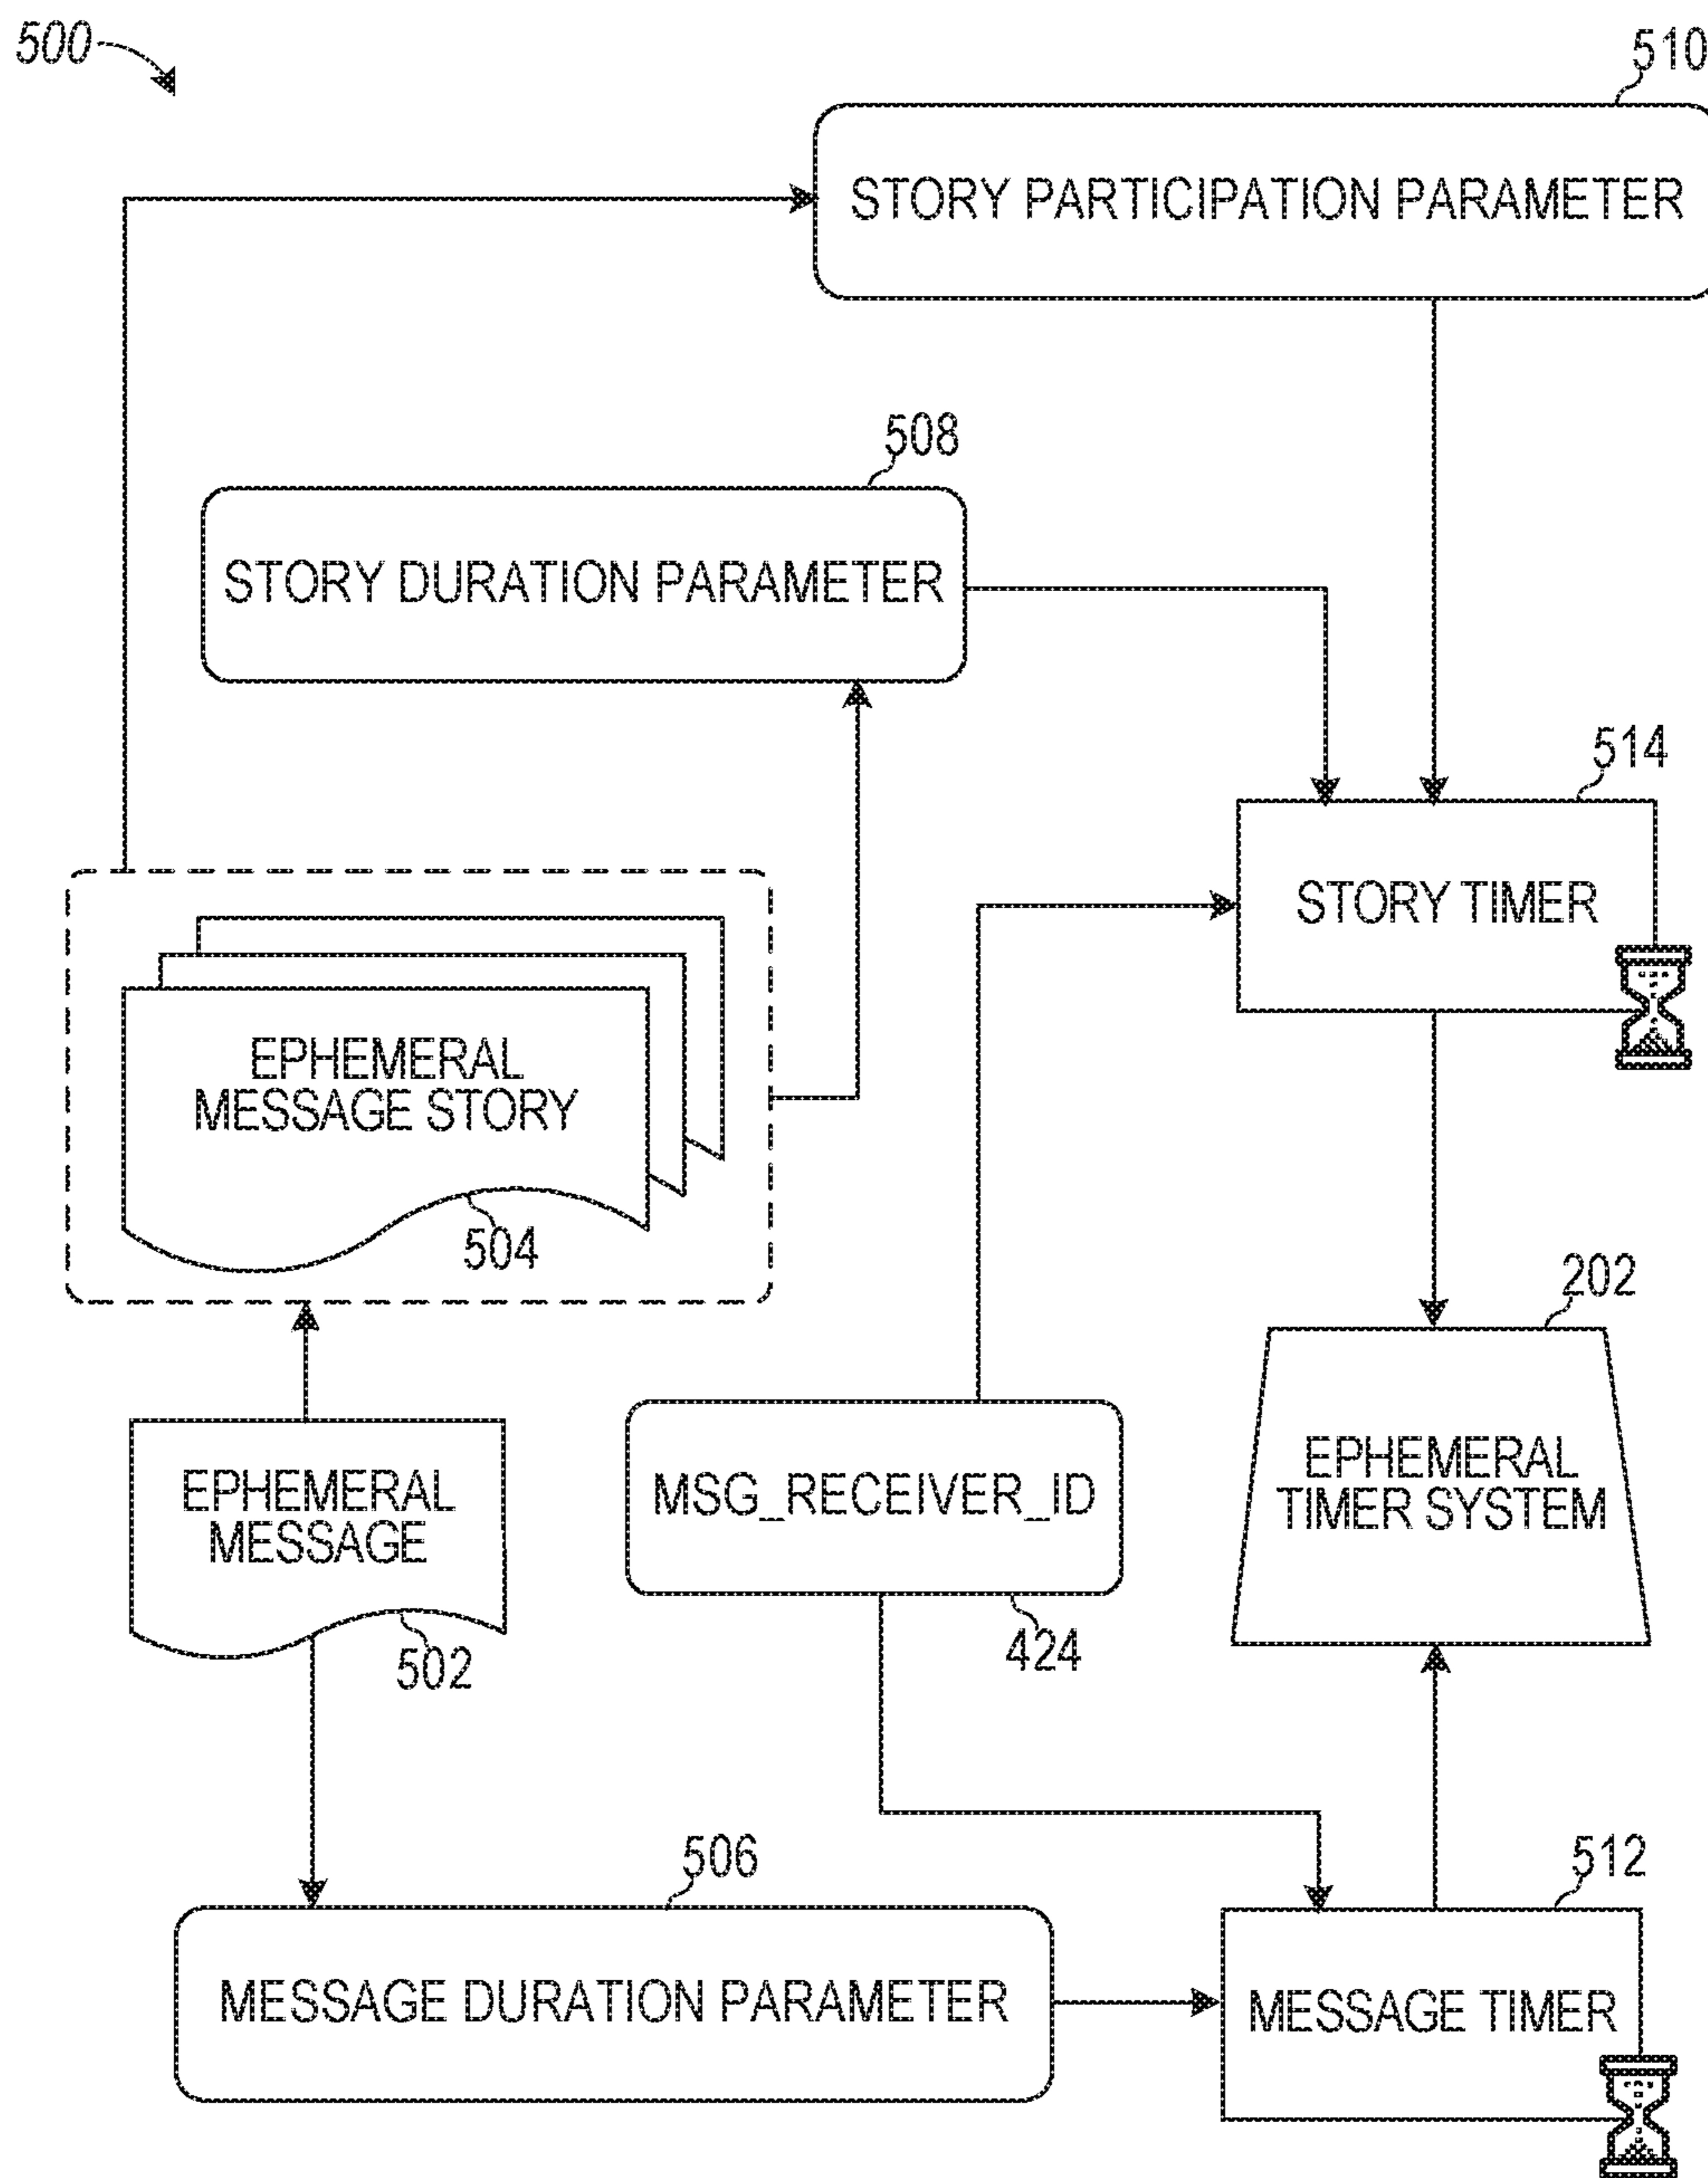 500
510
STORY PARTICIPATION PARAMETER
508
STORY DURATION PARAMETER
514
STORY TIMER
EPHEMERAL
MESSAGE STORY
504
202
EPHEMERAL
TIMER SYSTEM
MSG_RECEIVER_ID
424
EPHEMERAL
MESSAGE
502
506
MESSAGE DURATION PARAMETER
512
MESSAGE TIMER